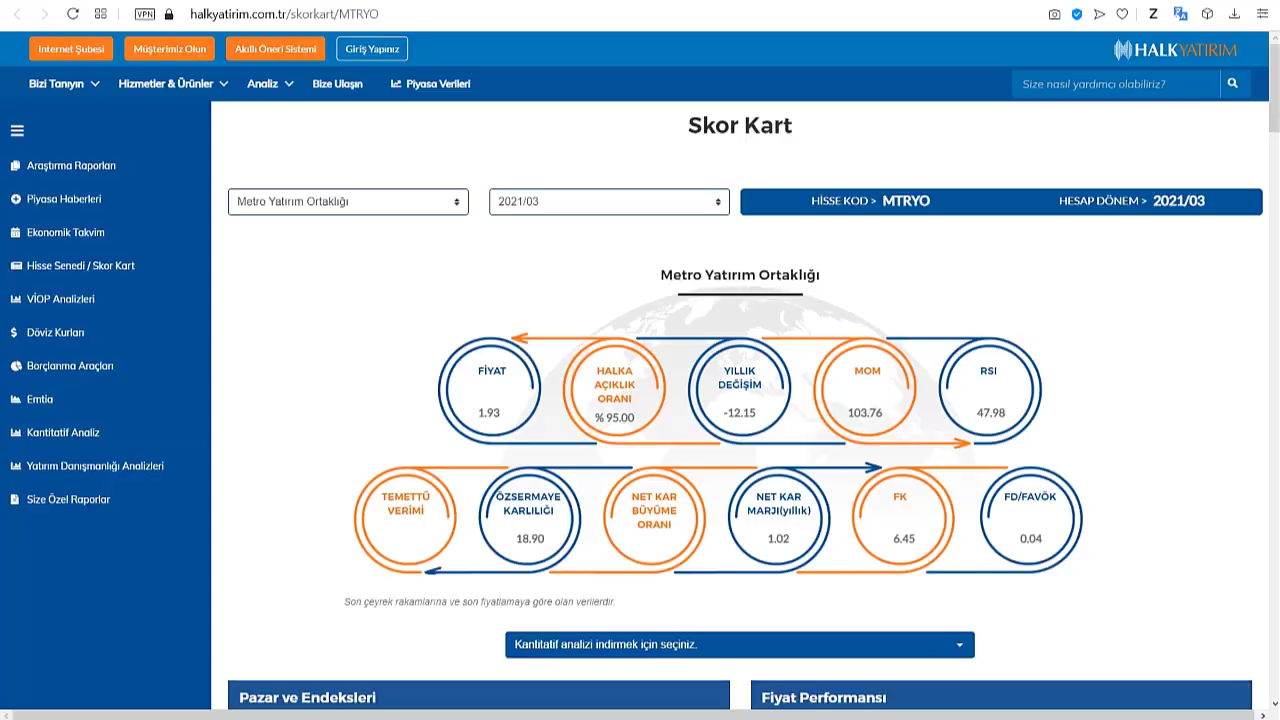 VPN halkyatirim.com.tr/skorkart/MTRYO Z
İnternet Şubesi Müşterimiz Olun Akıllı Öneri Sistemi Giriş Yapınız HALKYATIRIM
Bizi Tanıyın Hizmetler & Ürünler Analiz Bize Ulaşın Piyasa Verileri Size nasıl yardımcı olabiliriz?
Araştırma Raporları
Piyasa Haberleri
Ekonomik Takvim
Hisse Senedi / Skor Kart
VİOP Analizleri
Döviz Kurları
Borçlanma Araçları
Emtia
Kantitatif Analiz
Yatırım Danışmanlığı Analizleri
Size Özel Raporlar
Skor Kart
Metro Yatırım Ortaklığı 2021/03 HİSSE KOD > MTRYO HESAP DÖNEM > 2021/03
Metro Yatırım Ortaklığı
FİYAT
1.93
HALKA
AÇIKLIK
ORANI
% 95.00
YILLIK
DEĞİŞİM
-12.15
MOM
103.76
RSI
47.98
TEMETTÜ
VERİMİ
ÖZSERMAYE
KARLILIĞI
18.90
NET KAR
BÜYÜME
ORANI
NET KAR
MARJI(yıllık)
1.02
FK
6.45
FD/FAVÖK
0.04
Son çeyrek rakamlarına ve son fiyatlamaya göre olan verilerdir.
Kantitatif analizi indirmek için seçiniz.
Pazar ve Endeksleri Fiyat Performansı